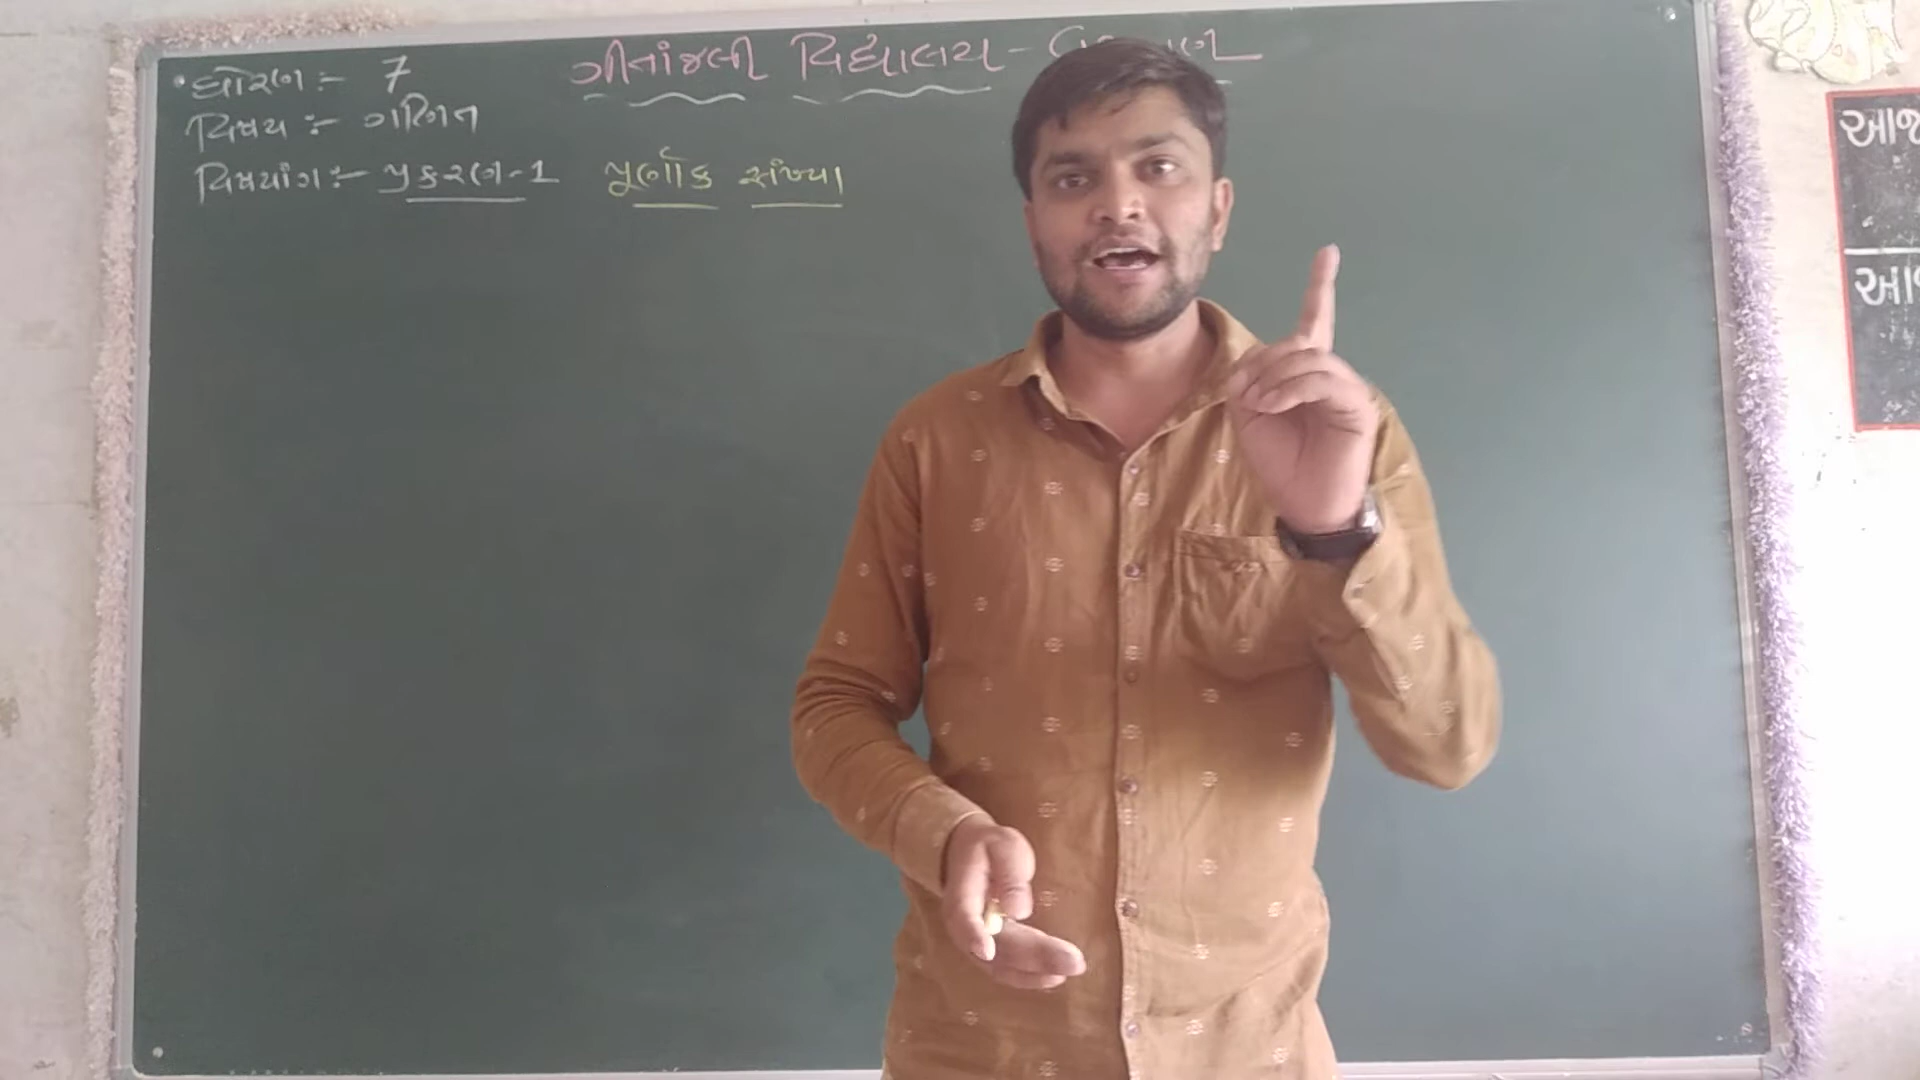 ગીતાંજલી વિદ્યાલય -
ધોરણ :- 7
વિષય :- ગણિત
વિષયાંગ :- પ્રકરણ-1 પૂર્ણાંક સંખ્યા
આજ